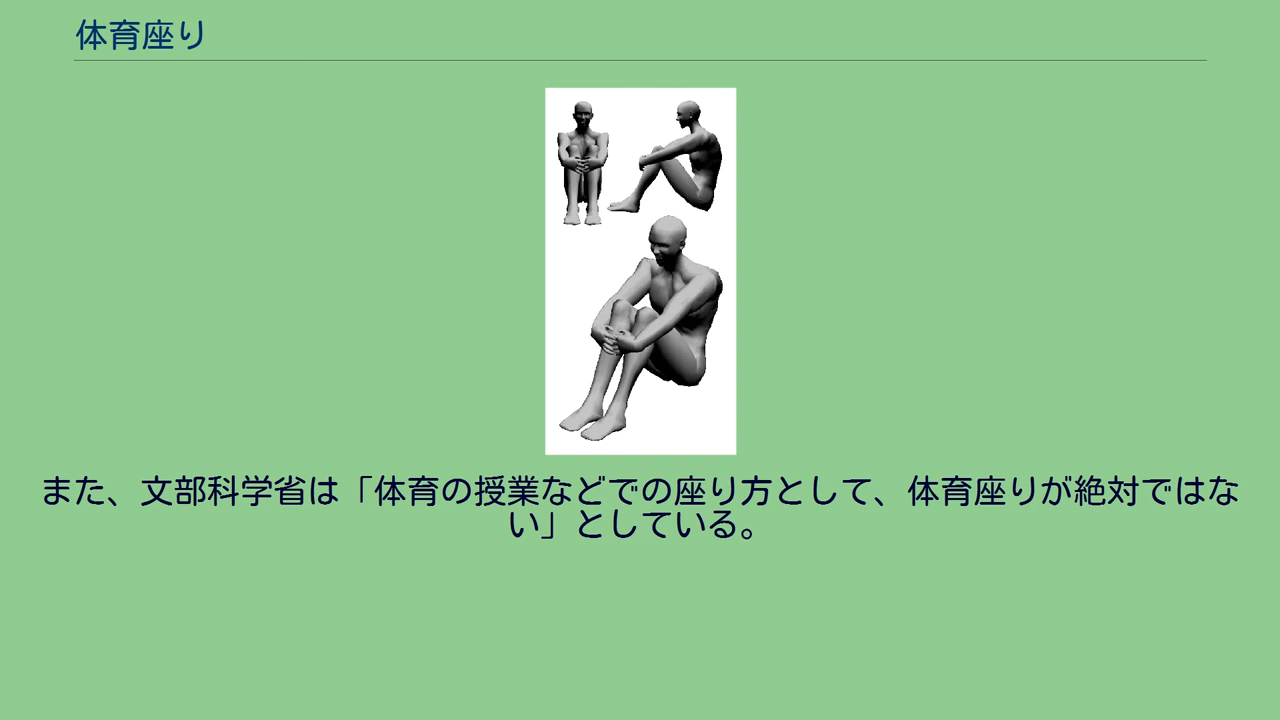 体育座り
また、文部科学省は「体育の授業などでの座り方として、体育座りが絶対ではな
い」としている。